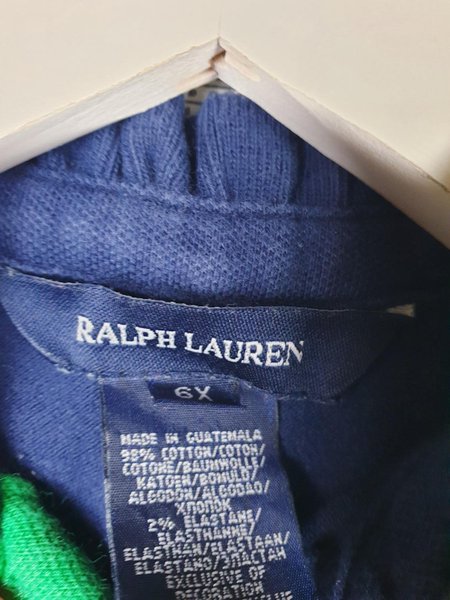 RALPH LAUREN
6X
MADE IN GUATEMALA
98% COTTON/COTON/
COTONE/BAUMWOLLE/
KATOEN/BOMULD/
ALGODON/ALGODAO/
ХЛОПОК
2% ELASTANE/
ELASTHANNE/
ELASTHAN/ELASTAAN/
ELASTANO/ЭЛАСТАН
EXCLUSIVE OF